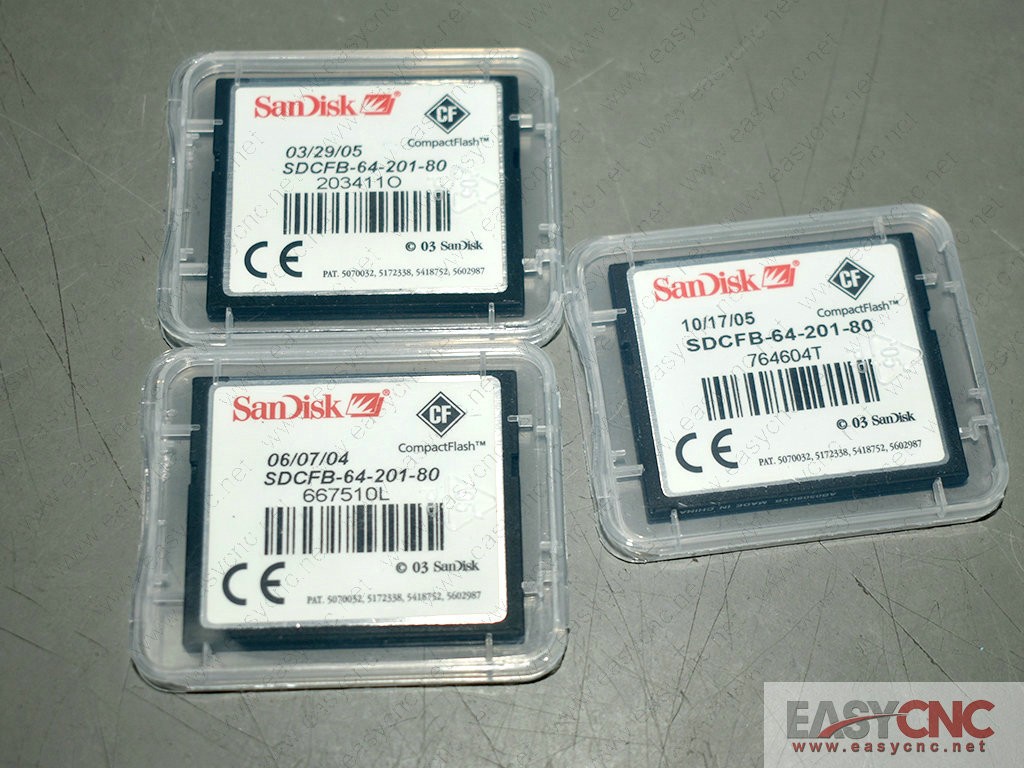 SanDisk
CF
CompactFlash™
03/29/05
SDCFB-64-201-80
203411O
© 03 SanDisk
CE
PAT. 5070032, 5172338, 5418752, 5602987
SanDisk
CF
CompactFlash™
10/17/05
SDCFB-64-201-80
764604T
© 03 SanDisk
CE
PAT. 5070032, 5172338, 5418752, 5602987
MADE IN CHINA
SanDisk
CF
CompactFlash™
06/07/04
SDCFB-64-201-80
667510L
© 03 SanDisk
CE
PAT. 5070032, 5172338, 5418752, 5602987
EASYCNC
www.easycnc.net